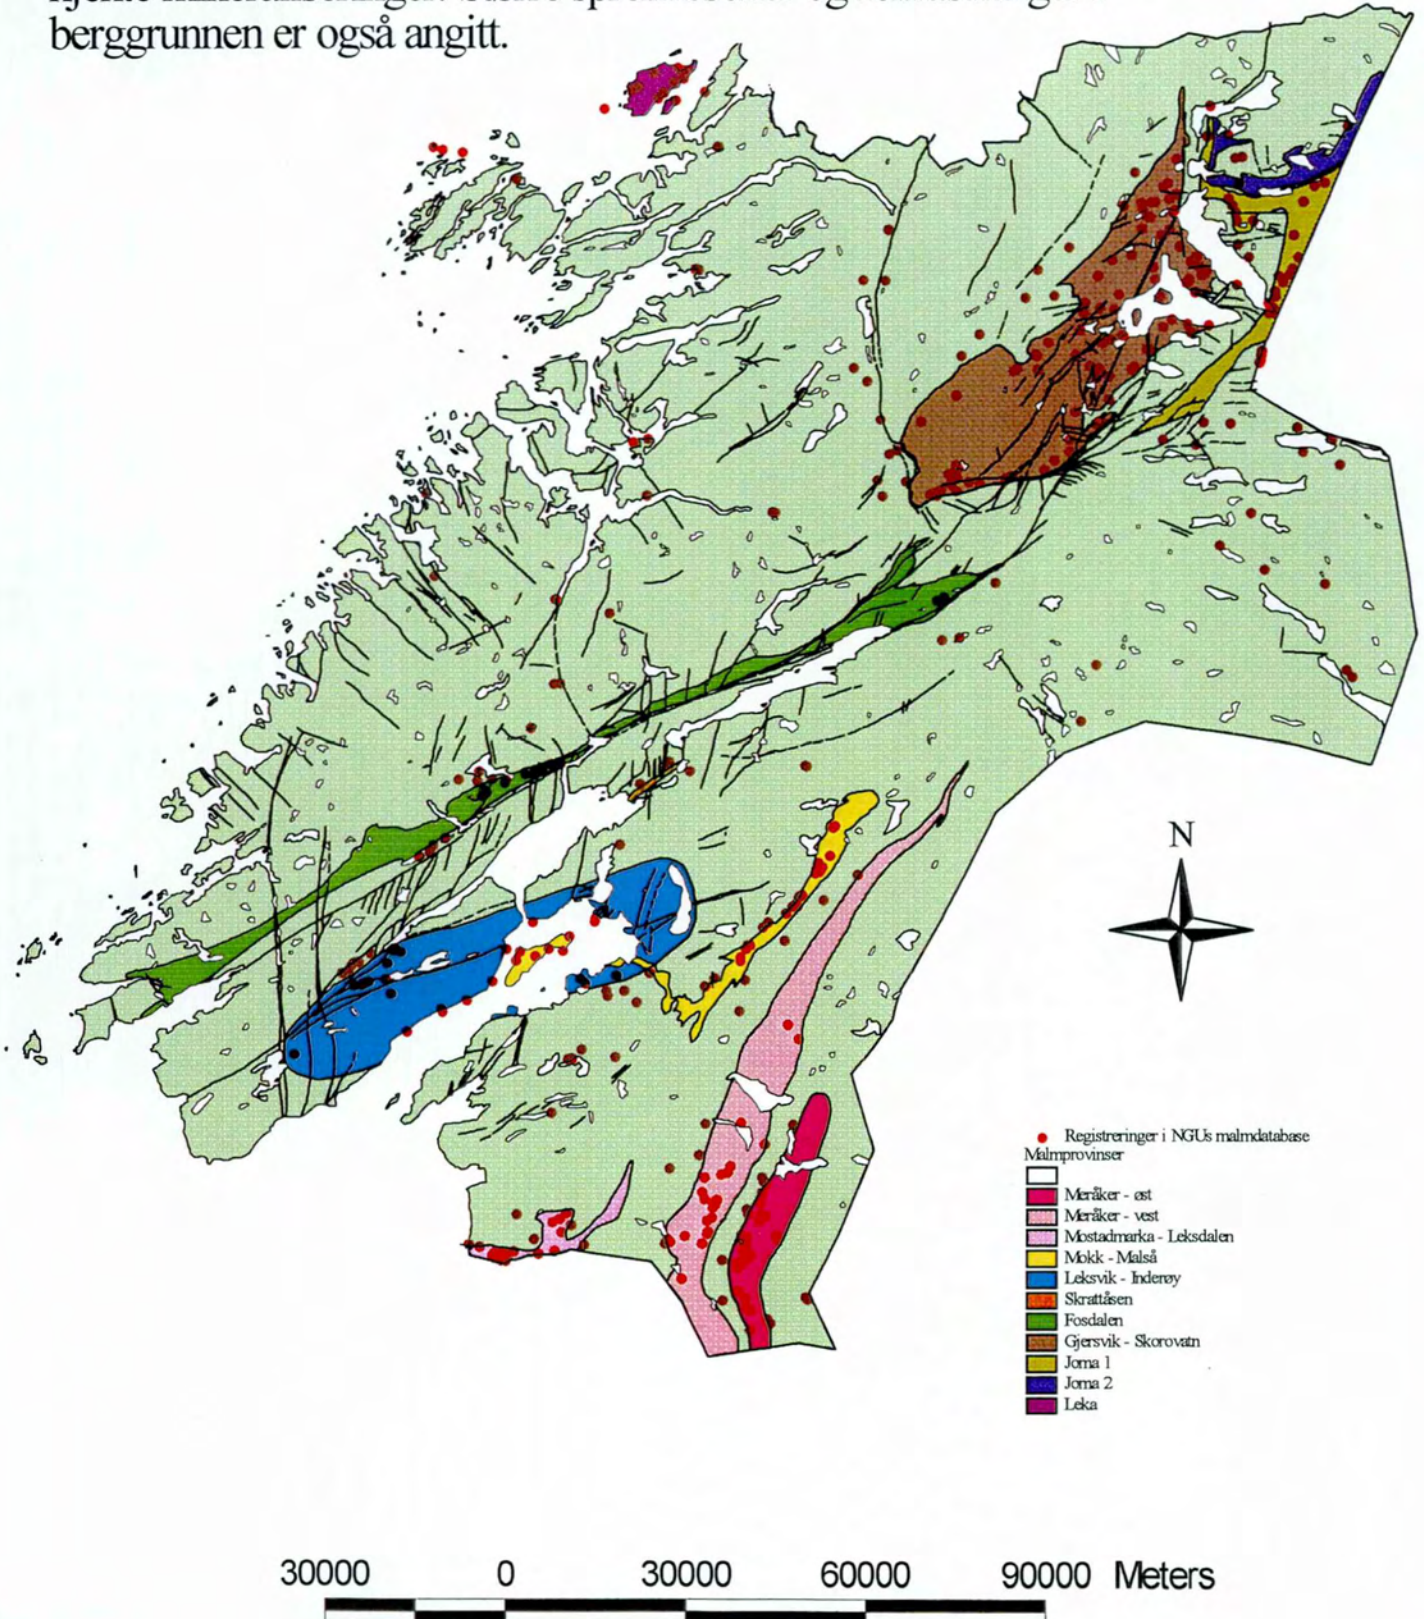 berggrunnen er også angitt.
N
Registreringer i NGUs malmdatabase
Malmprovinser
Meråker - øst
Meråker - vest
Mostadmarka - Leksdalen
Mokk - Malså
Leksvik - Inderøy
Skrattåsen
Fosdalen
Gjersvik - Skorovatn
Joma 1
Joma 2
Leka
30000 0 30000 60000 90000 Meters